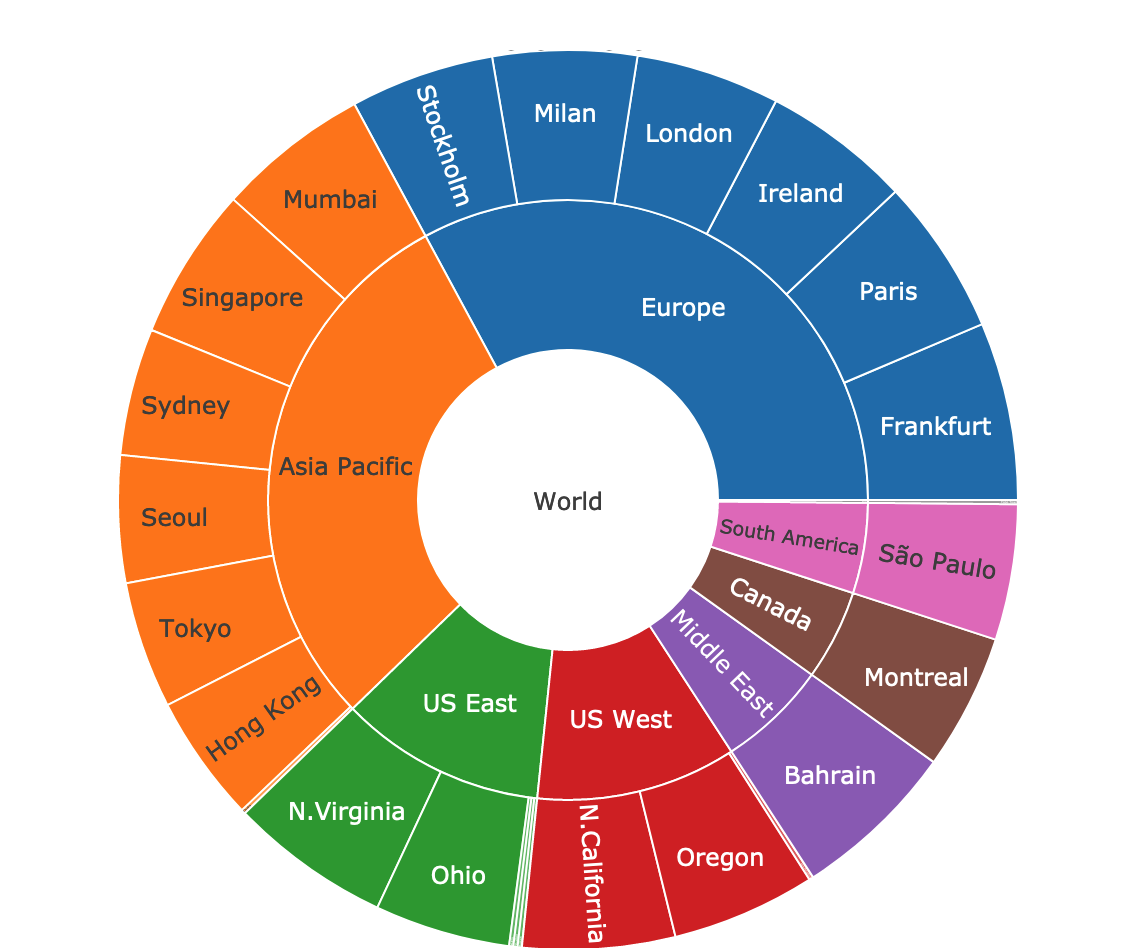 Stockholm
Milan
London
Ireland
Paris
Frankfurt
Mumbai
Singapore
Sydney
Seoul
Tokyo
Hong Kong
Europe
Asia Pacific
World
South America
São Paulo
Canada
Montreal
Middle East
Bahrain
US East
US West
N.Virginia
Ohio
N.California
Oregon